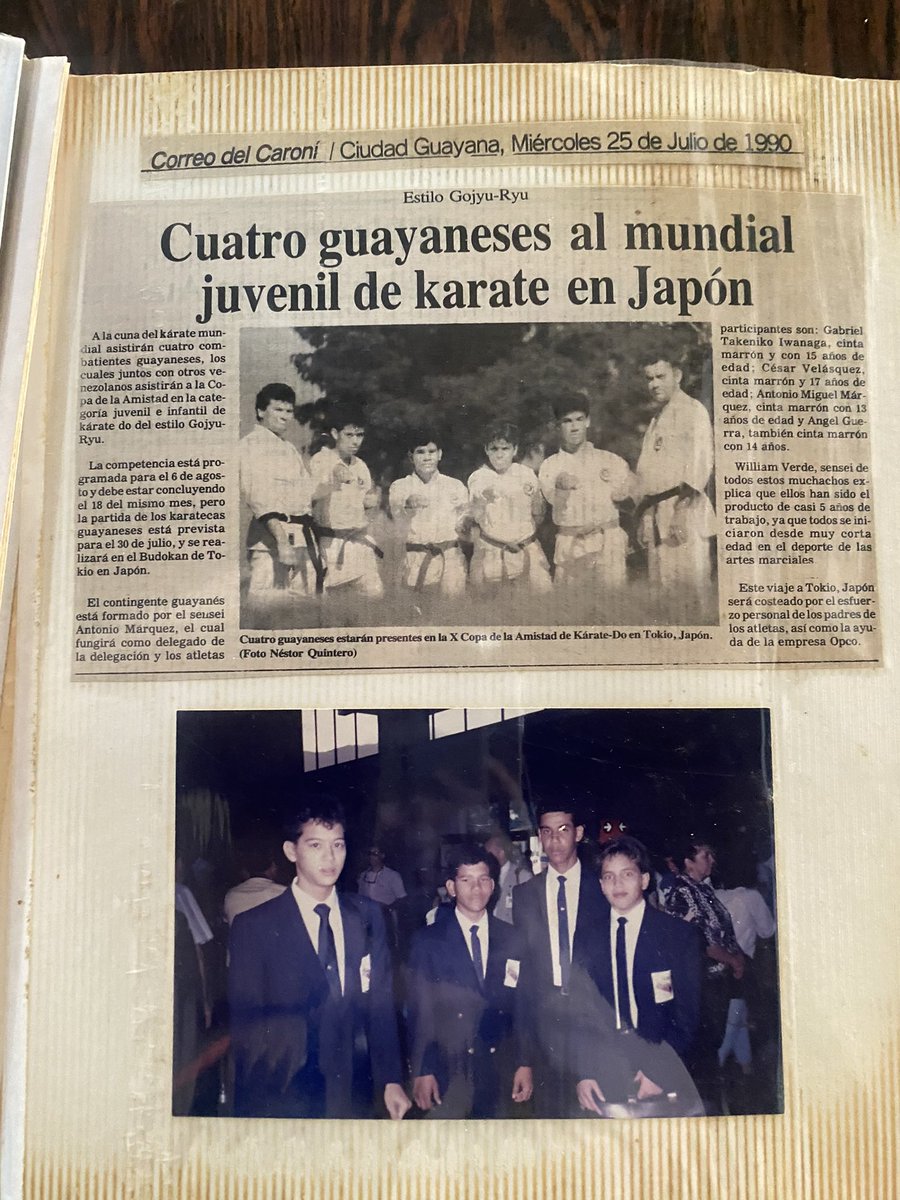 Correo del Caroní / Ciudad Guayana, Miércoles 25 de Julio de 1990
Estilo Gojyu-Ryu
Cuatro guayaneses al mundial
juvenil de karate en Japón
A la cuna del kárate mun-
dial asistirán cuatro com-
batientes guayaneses, los
cuales juntos con otros ve-
nezolanos asistirán a la Co-
pa de la Amistad en la cate-
goría juvenil e infantil de
kárate do del estilo Gojyu-
Ryu.
La competencia está pro-
gramada para el 6 de agos-
to y debe estar concluyendo
el 18 del mismo mes, pero
la partida de los karatecas
guayaneses está prevista
para el 30 de julio, y se rea-
lizará en el Budokan de To-
kio en Japón.
El contingente guayanés
está formado por el sensei
Antonio Márquez, el cual
fungirá como delegado de
la delegación y los atletas
Cuatro guayaneses estarán presentes en la X Copa de la Amistad de Kárate-Do en Tokio, Japón.
(Foto Néstor Quintero)
participantes son: Gabriel
Takeniko Iwanaga, cinta
marrón y con 15 años de
edad; César Velásquez,
cinta marrón y 17 años de
edad; Antonio Miguel Már-
quez, cinta marrón con 13
años de edad y Angel Gue-
rra, también cinta marrón
con 14 años.
William Verde, sensei de
todos estos muchachos ex-
plica que ellos han sido el
producto de casi 5 años de
trabajo, ya que todos se ini-
ciaron desde muy corta
edad en el deporte de las
artes marciales
Este viaje a Tokio, Japón
será costeado por el esfuer-
zo personal de los padres de
los atletas, así como la ayu-
da de la empresa Opco.